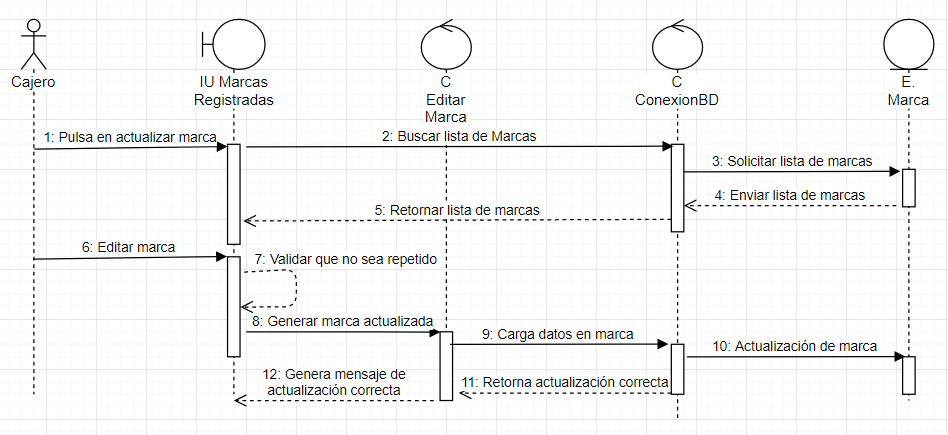 Cajero
IU Marcas
Registradas
C
Editar
Marca
C
ConexionBD
E.
Marca
1: Pulsa en actualizar marca
2: Buscar lista de Marcas
3: Solicitar lista de marcas
4: Enviar lista de marcas
5: Retornar lista de marcas
6: Editar marca
7: Validar que no sea repetido
8: Generar marca actualizada
9: Carga datos en marca
10: Actualización de marca
11: Retorna actualización correcta
12: Genera mensaje de
actualización correcta